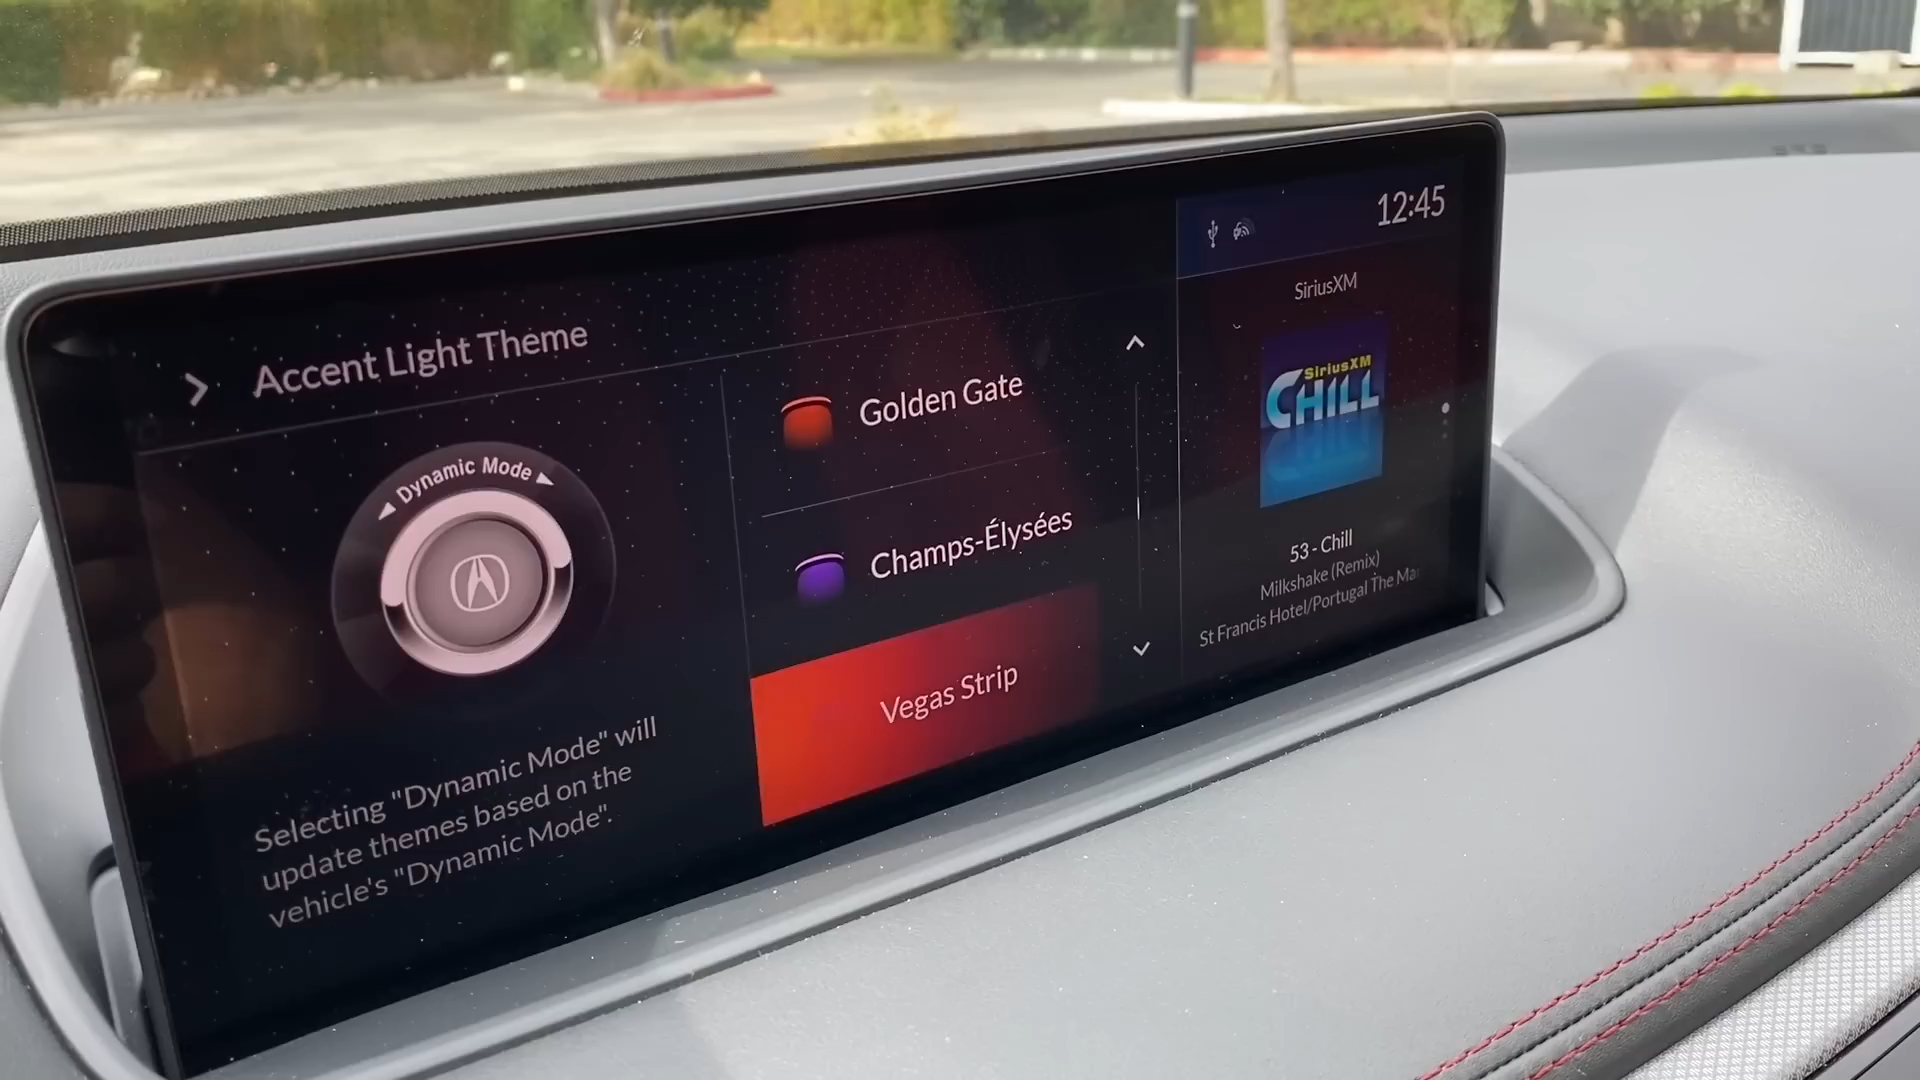 Accent Light Theme
Dynamic Mode
Selecting "Dynamic Mode" will
update themes based on the
vehicle's "Dynamic Mode".
Golden Gate
Champs-Élysées
Vegas Strip
12:45
SiriusXM
SiriusXM
CHILL
53 - Chill
Milkshake (Remix)
St Francis Hotel/Portugal The Ma